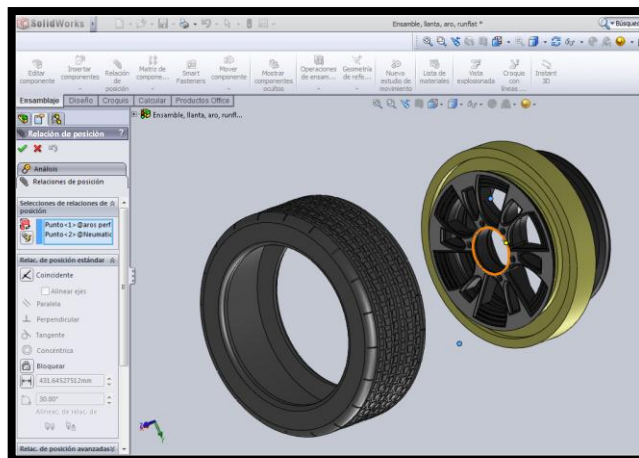 SolidWorks
Ensamble, llanta, aro, runflat *
Búsqued
Editar componente
Insertar componentes
Relación de posición
Matriz de compone...
Smart Fasteners
Mover componente
Mostrar componentes ocultos
Operaciones de ensam...
Geometría de refe...
Nuevo estudio de movimiento
Lista de materiales
Vista explosionada
Croquis con líneas ...
Instant 3D
Ensamblaje Diseño Croquis Calcular Productos Office
Ensamble, llanta, aro, runfl...
Relación de posición ?
Análisis
Relaciones de posición
Selecciones de relaciones de posición
Punto<1>@aros perf
Punto<2>@Neumatic
Relac. de posición estándar
Coincidente
Alinear ejes
Paralela
Perpendicular
Tangente
Concéntrica
Bloquear
431.64527512mm
30.00°
Alineac. de relac. de
Relac. de posición avanzadas